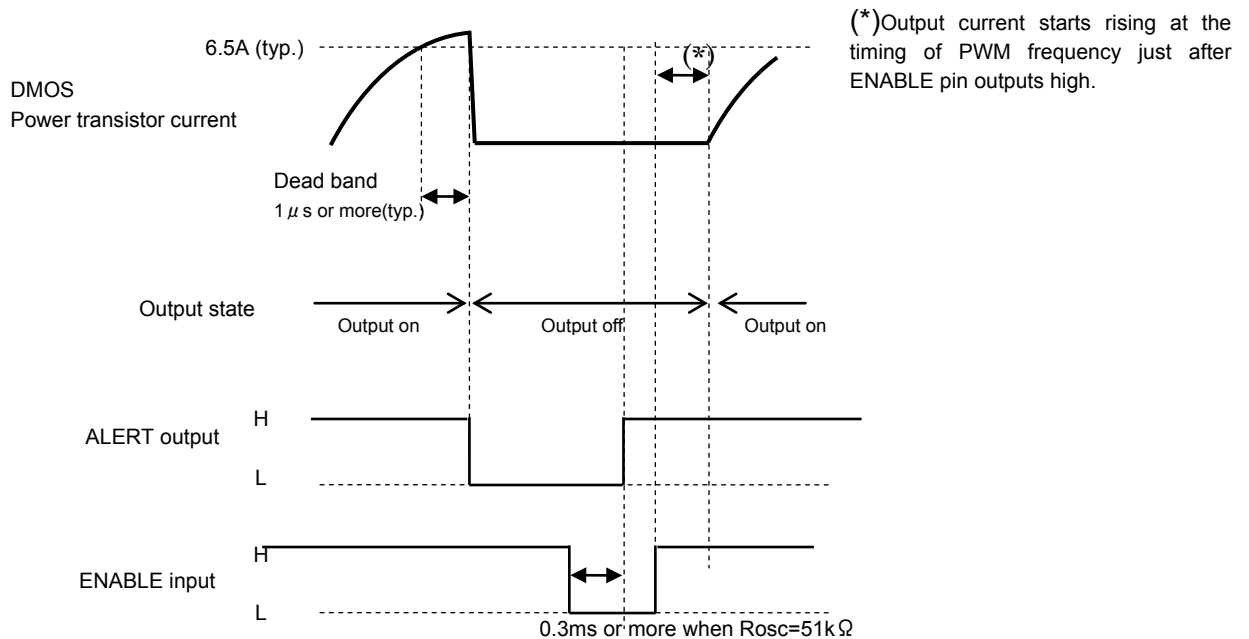 (*)Output current starts rising at the
timing of PWM frequency just after
ENABLE pin outputs high.
6.5A (typ.)
(*)
DMOS
Power transistor current
Dead band
1μs or more(typ.)
Output state
Output on
Output off
Output on
H
ALERT output
L
H
ENABLE input
L
0.3ms or more when Rosc=51kΩ